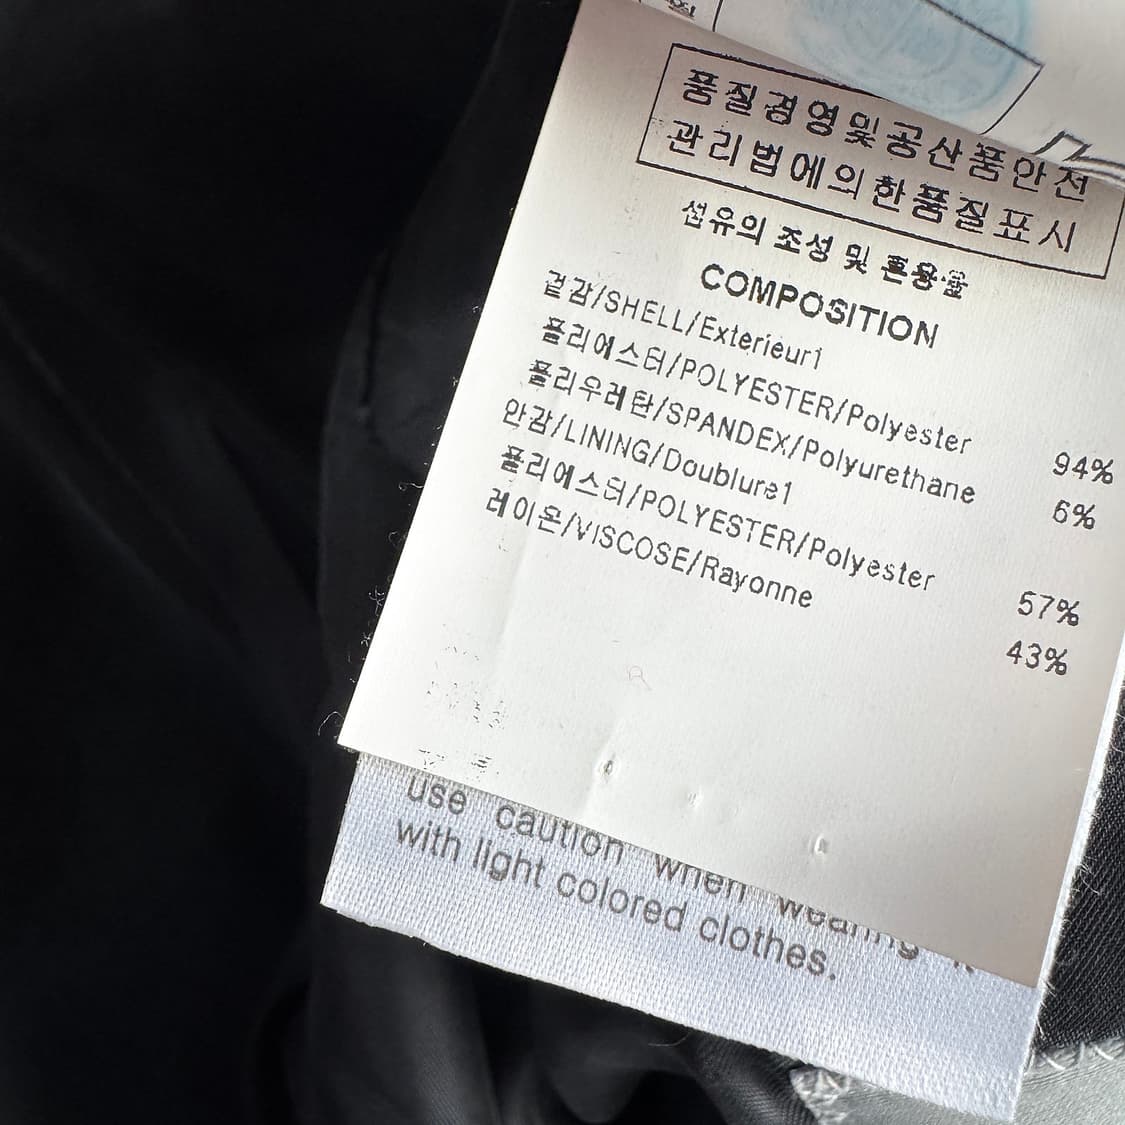 품질경영및공산품안전
관리법에의한품질표시
섬유의 조성 및 혼용율
COMPOSITION
겉감/SHELL/Exterieur1
폴리에스터/POLYESTER/Polyester 94%
폴리우레탄/SPANDEX/Polyurethane 6%
안감/LINING/Doublure1
폴리에스터/POLYESTER/Polyester 57%
레이온/VISCOSE/Rayonne 43%
use caution when wearing it
with light colored clothes.